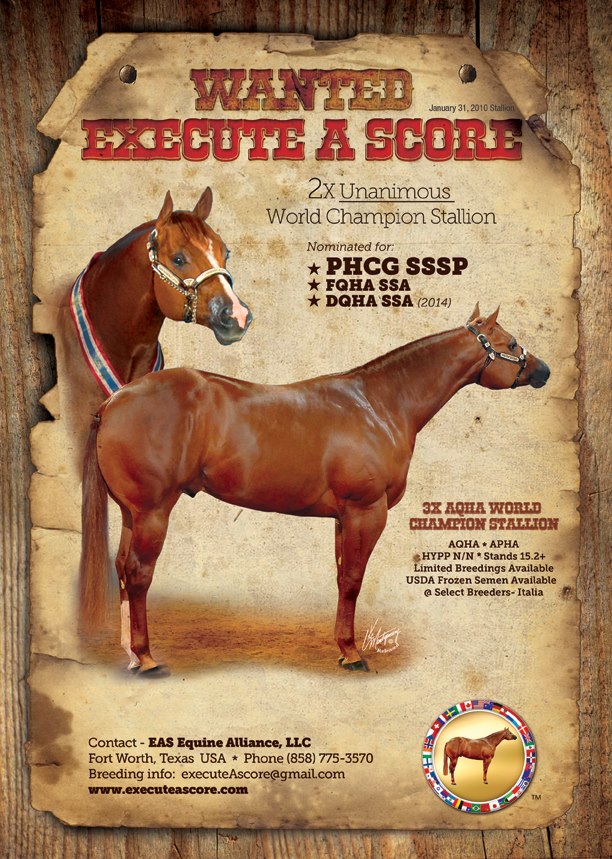 WANTED
January 31, 2010 Stallion
EXECUTE A SCORE
2X Unanimous
World Champion Stallion
Nominated for:
★ PHCG SSSP
★ FQHA SSA
★ DQHA SSA (2014)
3X AQHA WORLD
CHAMPION STALLION
AQHA ★ APHA
HYPP N/N * Stands 15.2+
Limited Breedings Available
USDA Frozen Semen Available
@ Select Breeders- Italia
Contact - EAS Equine Alliance, LLC
Fort Worth, Texas USA ★ Phone (858) 775-3570
Breeding info: executeAscore@gmail.com
www.executeascore.com
TM